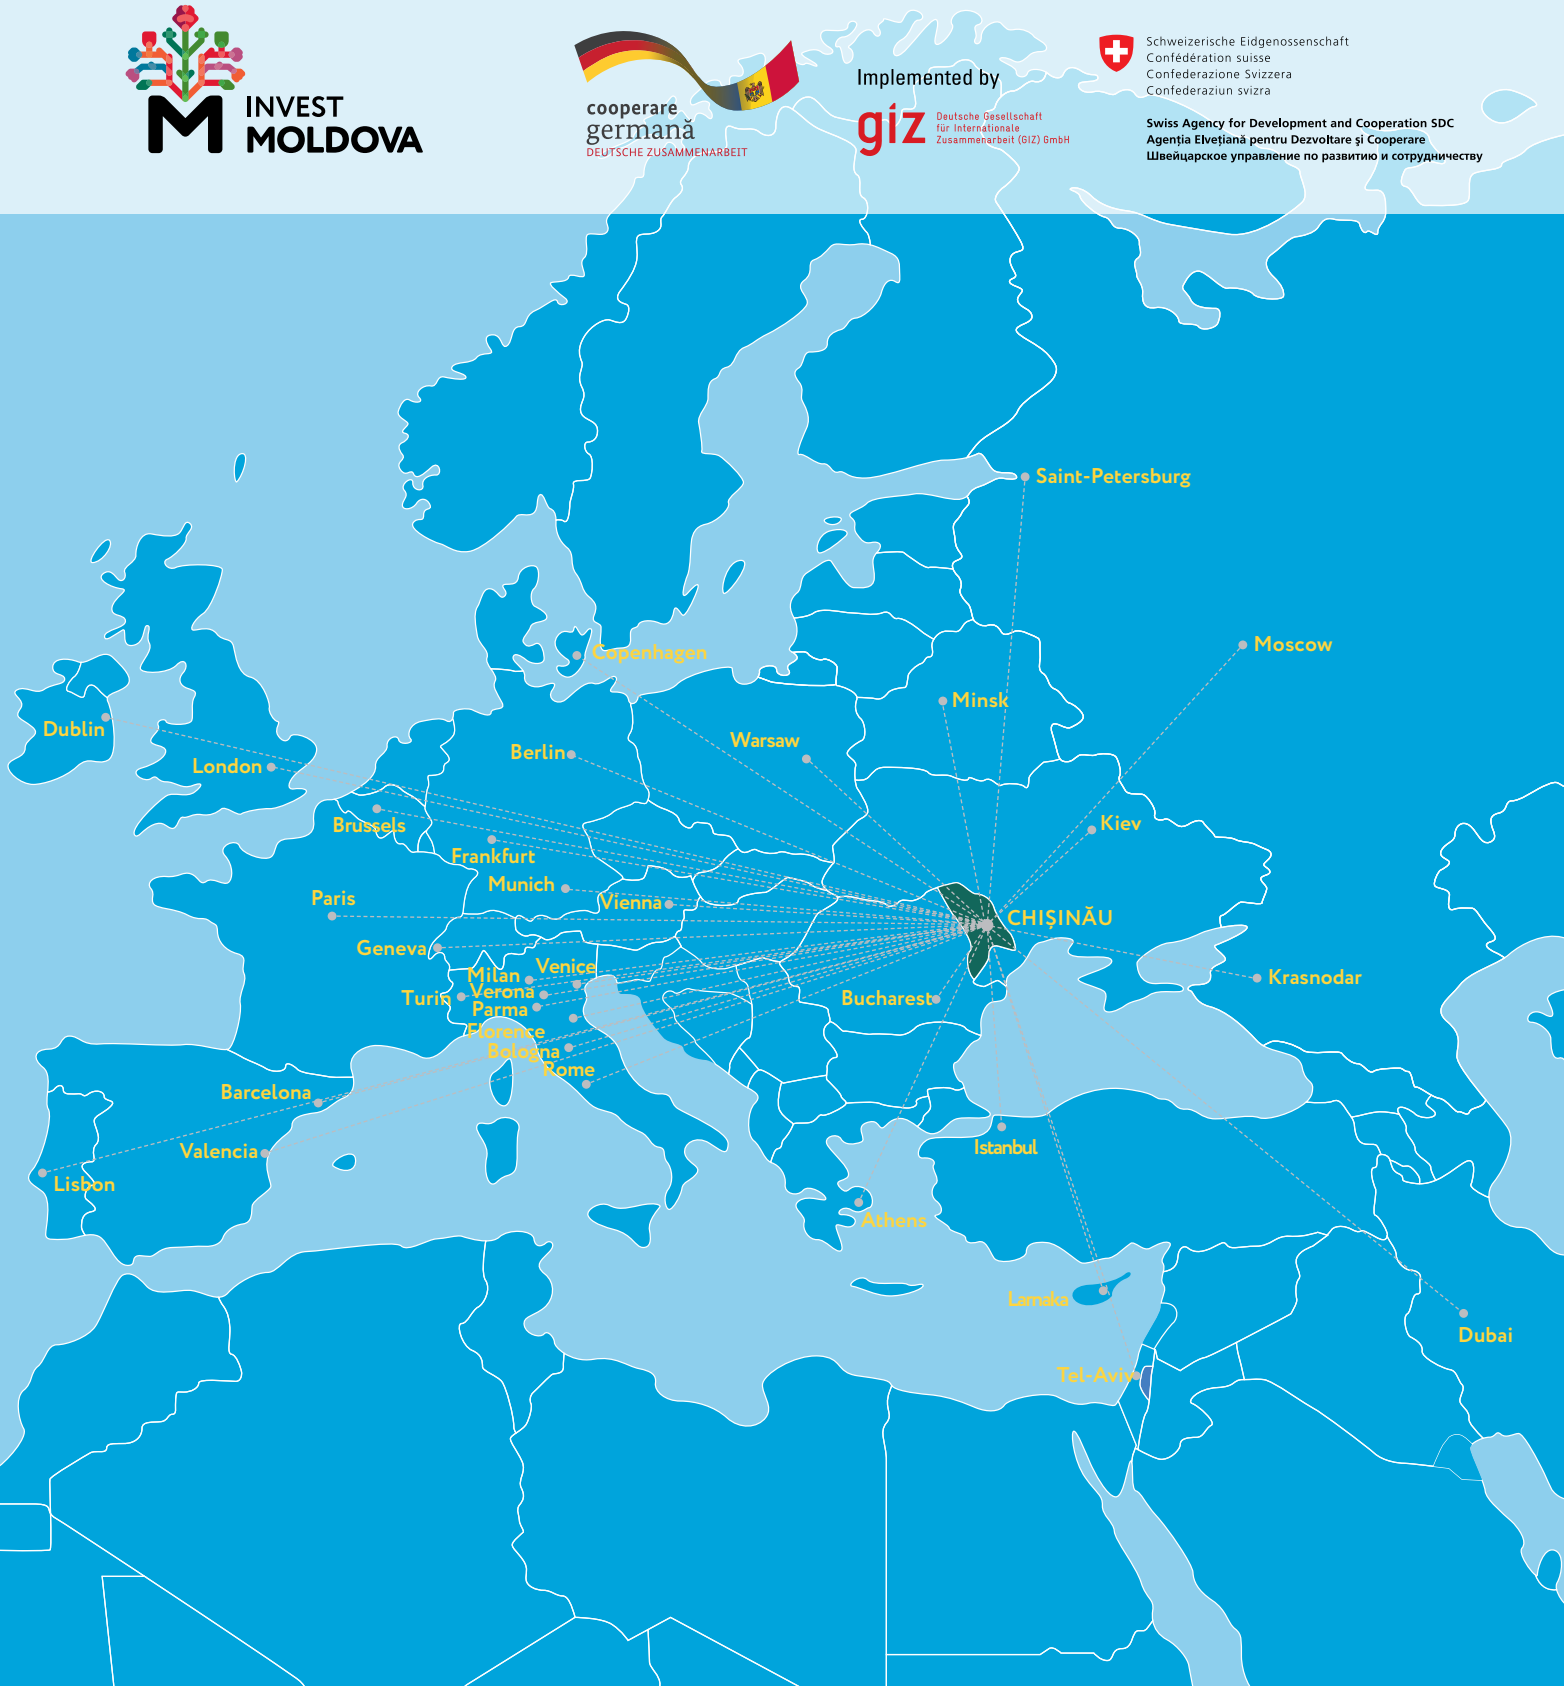 INVEST
MOLDOVA
cooperare
germană
DEUTSCHE ZUSAMMENARBEIT
Implemented by
giz
Deutsche Gesellschaft
für Internationale
Zusammenarbeit (GIZ) GmbH
Schweizerische Eidgenossenschaft
Confédération suisse
Confederazione Svizzera
Confederaziun svizra
Swiss Agency for Development and Cooperation SDC
Agenția Elvețiană pentru Dezvoltare și Cooperare
Швейцарское управление по развитию и сотрудничеству
Saint-Petersburg
Moscow
Copenhagen
Minsk
Dublin
Warsaw
Berlin
London
Kiev
Brussels
Frankfurt
Munich
Paris
Vienna
CHIȘINĂU
Geneva
Venice
Milan
Krasnodar
Verona
Turin
Bucharest
Parma
Florence
Bologna
Rome
Barcelona
Istanbul
Valencia
Lisbon
Athens
Larnaka
Dubai
Tel-Aviv